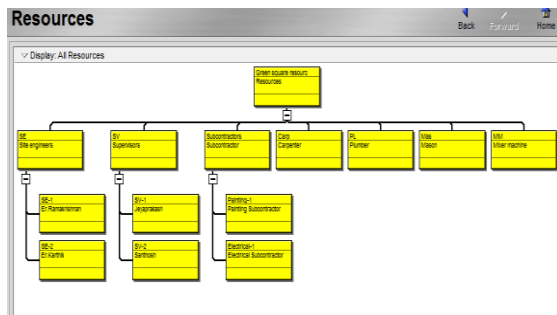 Resources
Back
Forward
Home
Display: All Resources
Green square resourc
Resources
SE
Site engineers
SV
Supervisors
Subcontractors
Subcontractor
Carp
Carpenter
PL
Plumber
Mas
Mason
MM
Mixer machine
SE-1
Er.Ramakrishnan
SV-1
Jeyaprakash
Painting-1
Painting Subcontractor
SE-2
Er.Karthik
SV-2
Santhosh
Electrical-1
Electrical Subcontractor